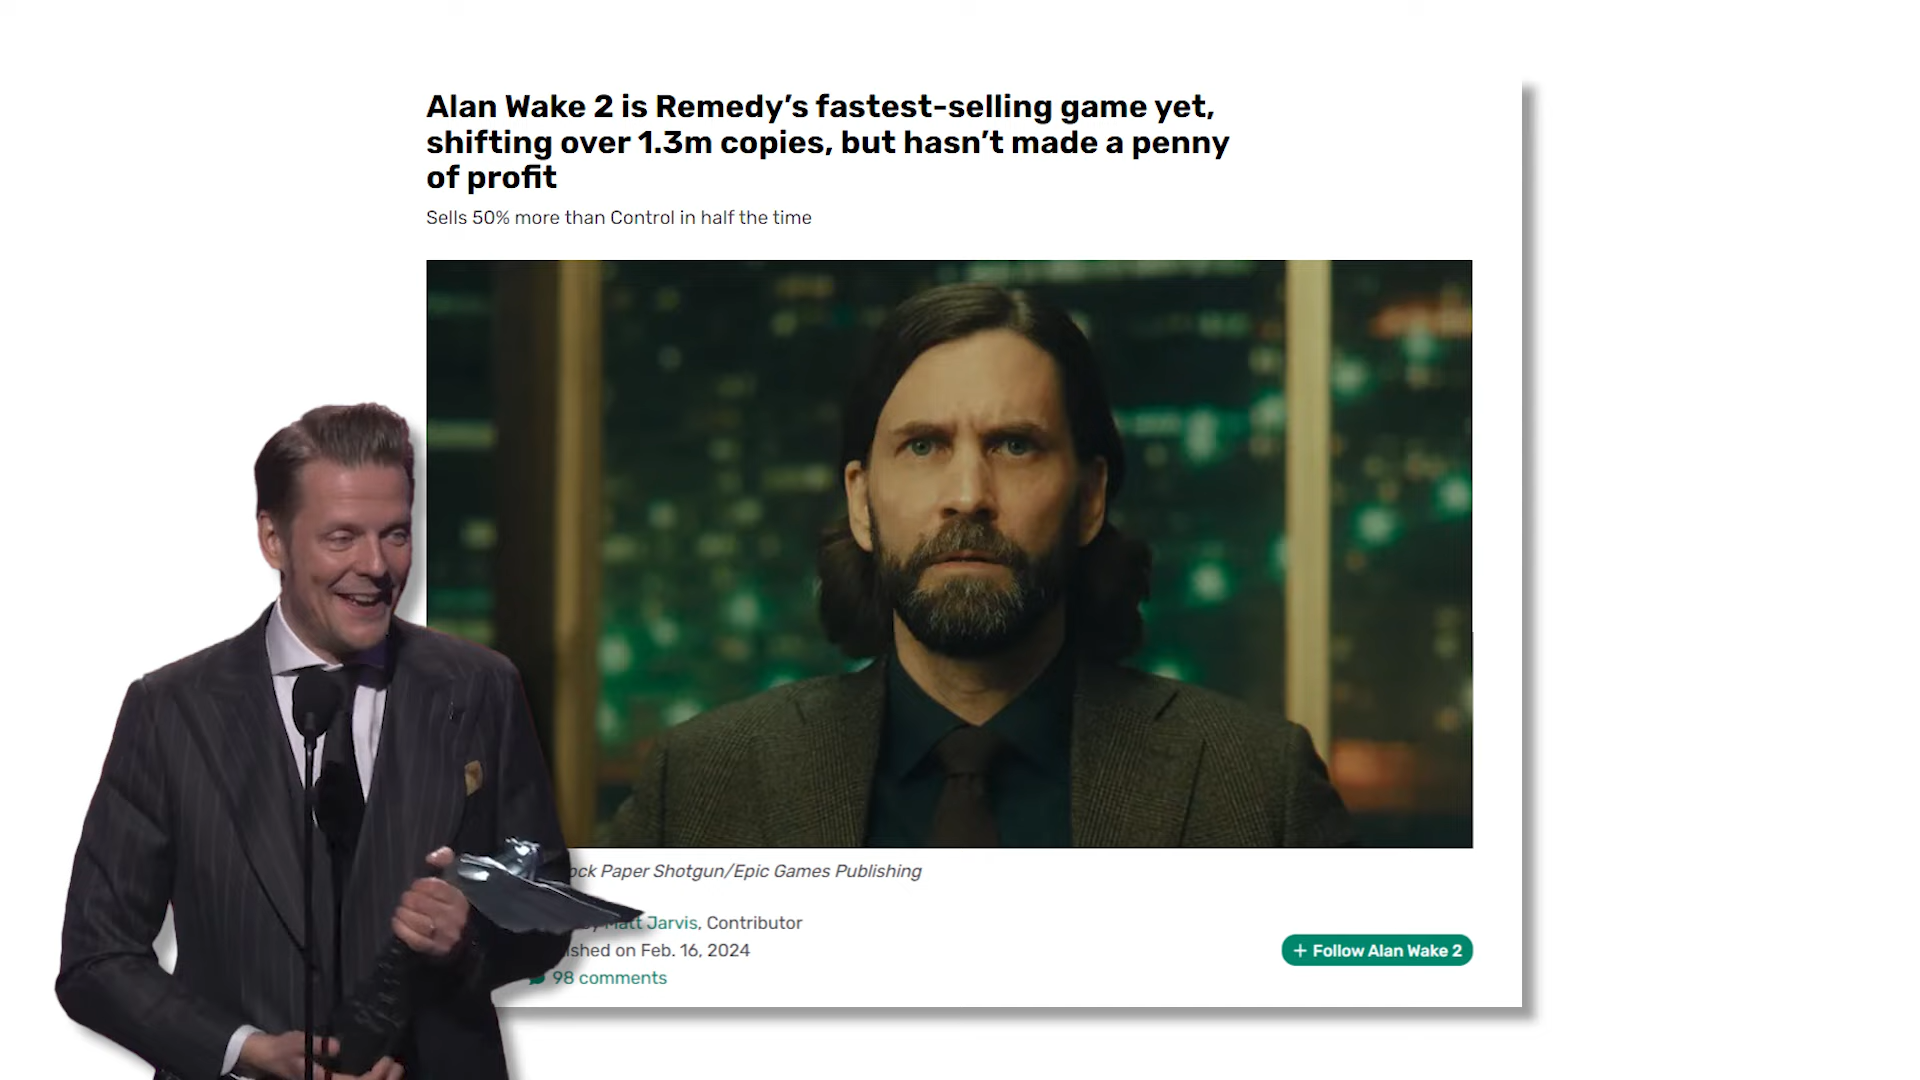 Alan Wake 2 is Remedy’s fastest-selling game yet,
shifting over 1.3m copies, but hasn’t made a penny
of profit
Sells 50% more than Control in half the time
Paper Shotgun/Epic Games Publishing
Matt Jarvis, Contributor
on Feb. 16, 2024
98 comments
+ Follow Alan Wake 2